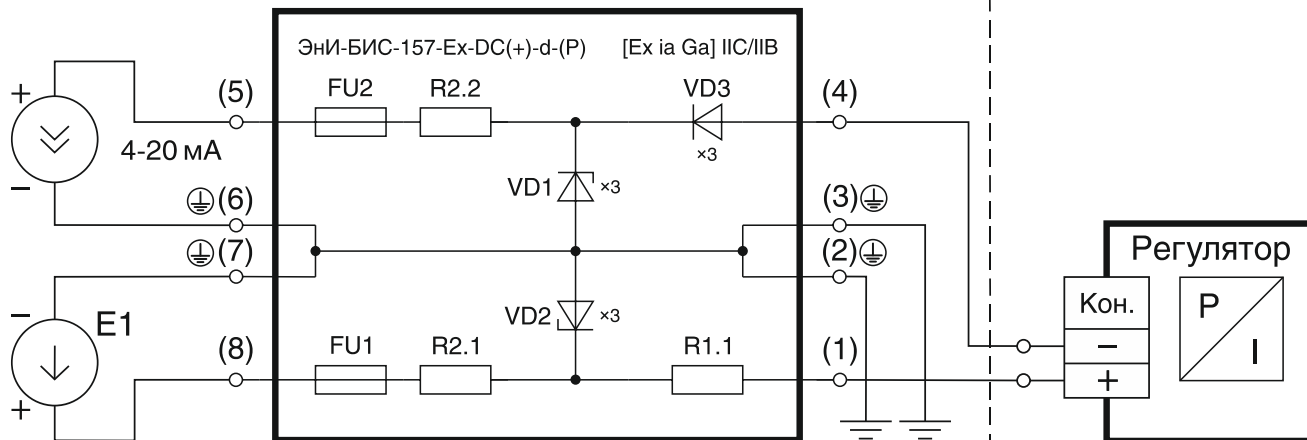 ЭнИ-БИС-157-Ex-DC(+)-d-(P) [Ex ia Ga] IIC/IIB
+
(5)
FU2
R2.2
VD3
(4)
×3
4-20 мА
–
(6)
VD1
×3
(3)
(7)
(2)
–
E1
+
(8)
VD2
×3
FU1
R2.1
R1.1
(1)
Регулятор
Кон.
–
+
P
I